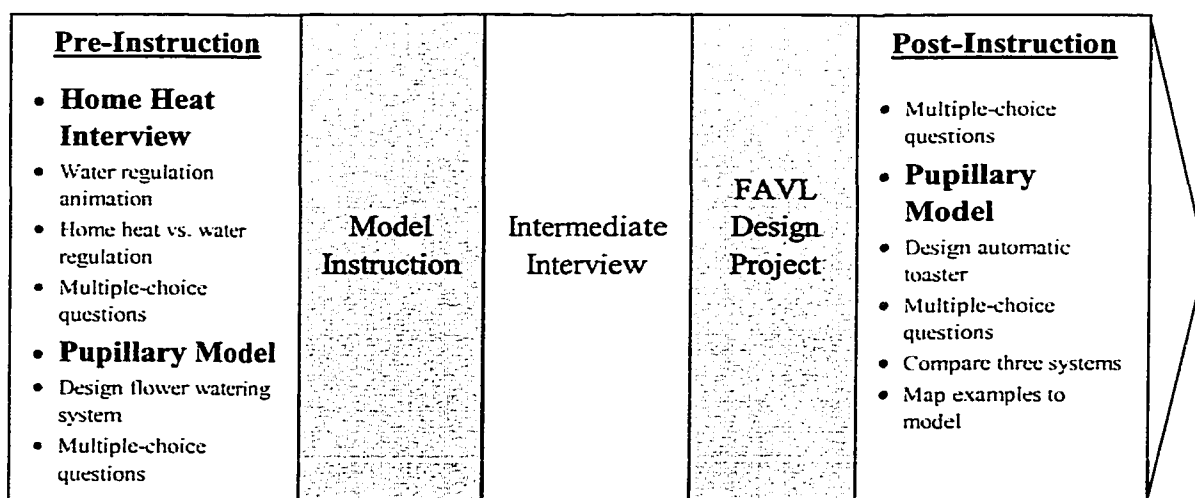 Pre-Instruction
• Home Heat
Interview
• Water regulation
animation
• Home heat vs. water
regulation
• Multiple-choice
questions
• Pupillary Model
• Design flower watering
system
• Multiple-choice
questions
Model
Instruction
Intermediate
Interview
FAVL
Design
Project
Post-Instruction
• Multiple-choice
questions
• Pupillary
Model
• Design automatic
toaster
• Multiple-choice
questions
• Compare three systems
• Map examples to
model